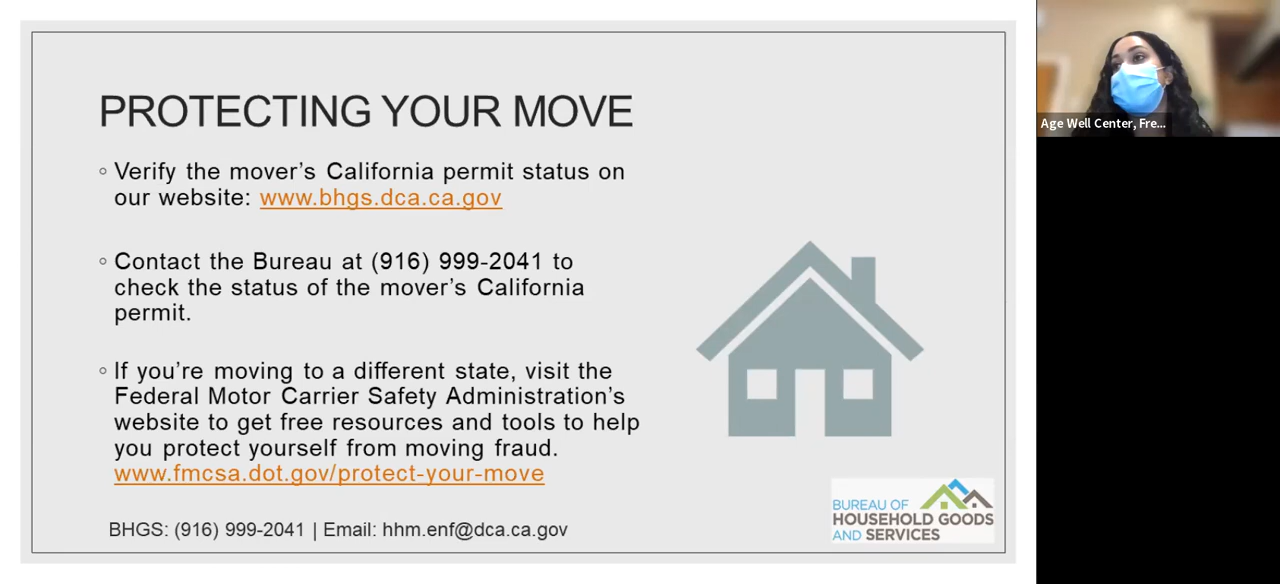 PROTECTING YOUR MOVE
◦ Verify the mover’s California permit status on
our website: www.bhgs.dca.ca.gov
◦ Contact the Bureau at (916) 999-2041 to
check the status of the mover’s California
permit.
◦ If you’re moving to a different state, visit the
Federal Motor Carrier Safety Administration’s
website to get free resources and tools to help
you protect yourself from moving fraud.
www.fmcsa.dot.gov/protect-your-move
BHGS: (916) 999-2041 | Email: hhm.enf@dca.ca.gov
BUREAU OF
HOUSEHOLD GOODS
AND SERVICES
Age Well Center, Fre...